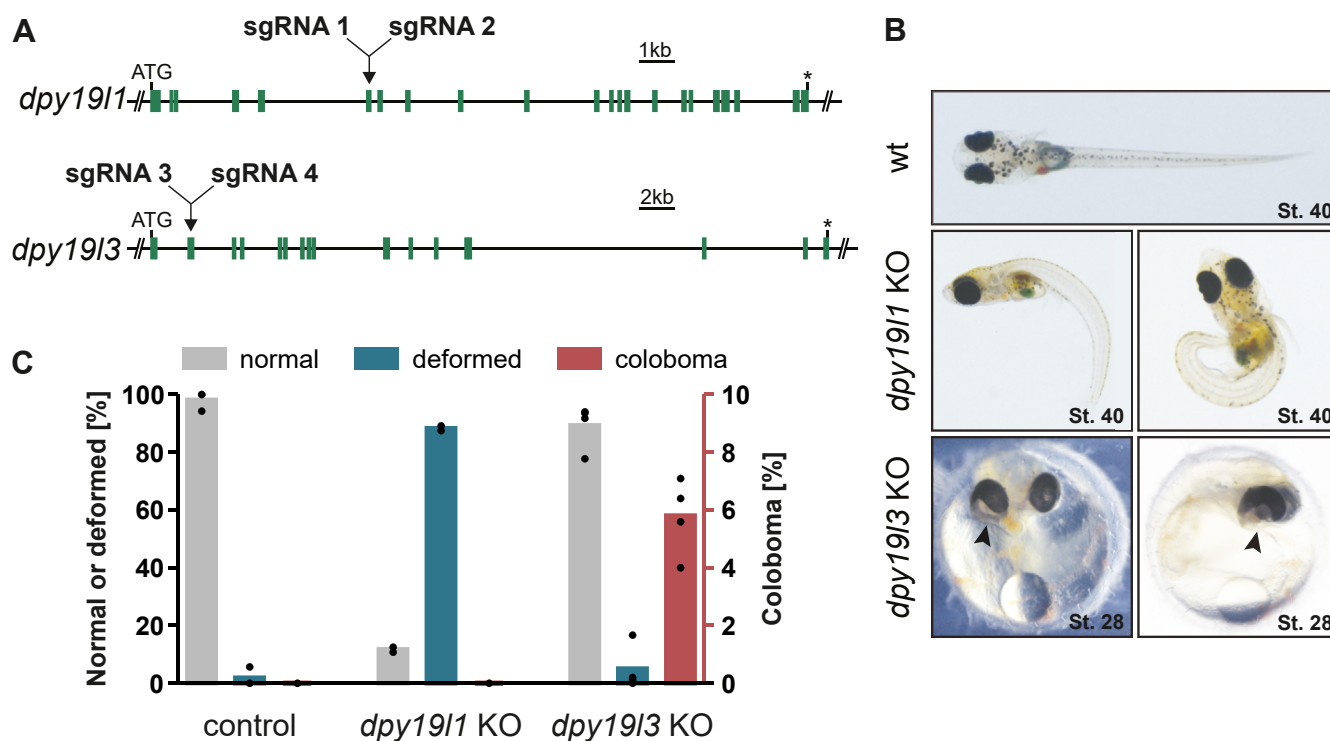 A
sgRNA 1 sgRNA 2
1kb
ATG
*
dpy19l1
//
//
sgRNA 3 sgRNA 4
2kb
ATG
*
dpy19l3
//
//
B
wt
St. 40
dpy19l1 KO
St. 40
St. 40
dpy19l3 KO
St. 28
St. 28
C
normal deformed coloboma
Normal or deformed [%]
100
80
60
40
20
0
10
8
6
4
2
0
Coloboma [%]
control dpy19l1 KO dpy19l3 KO